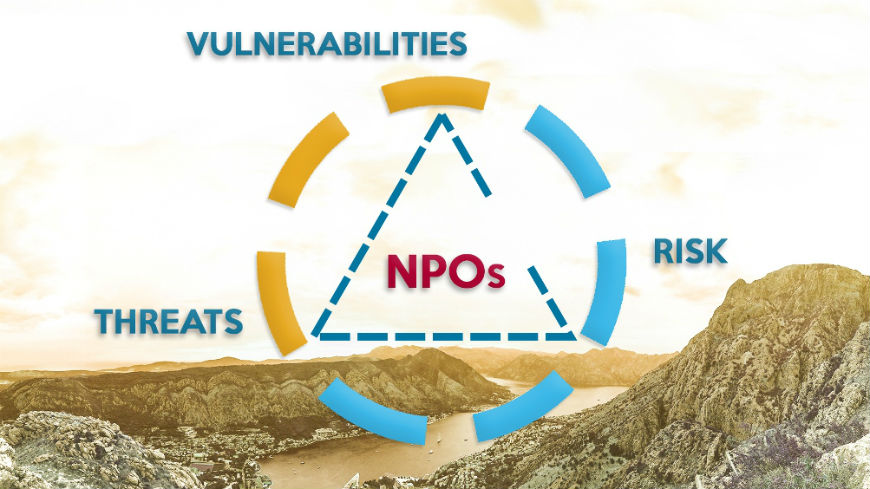 VULNERABILITIES
RISK
NPOs
THREATS